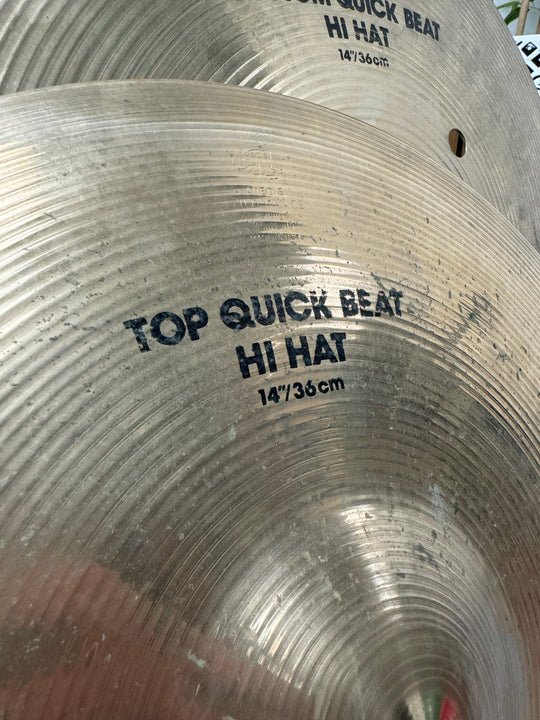 QUICK BEAT
HI HAT
14"/36cm
TOP QUICK BEAT
HI HAT
14"/36cm